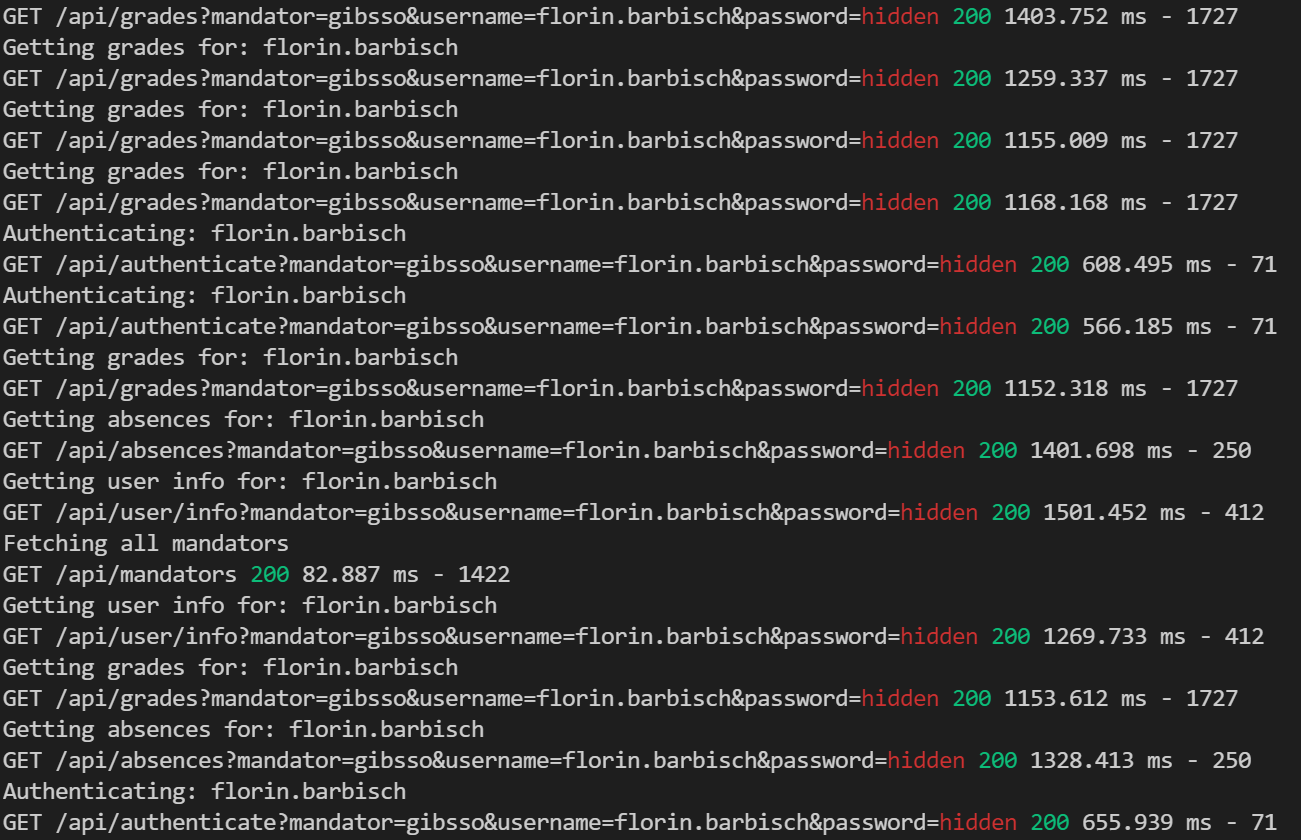 GET /api/grades?mandator=gibsso&username=florin.barbisch&password=hidden 200 1403.752 ms - 1727
Getting grades for: florin.barbisch
GET /api/grades?mandator=gibsso&username=florin.barbisch&password=hidden 200 1259.337 ms - 1727
Getting grades for: florin.barbisch
GET /api/grades?mandator=gibsso&username=florin.barbisch&password=hidden 200 1155.009 ms - 1727
Getting grades for: florin.barbisch
GET /api/grades?mandator=gibsso&username=florin.barbisch&password=hidden 200 1168.168 ms - 1727
Authenticating: florin.barbisch
GET /api/authenticate?mandator=gibsso&username=florin.barbisch&password=hidden 200 608.495 ms - 71
Authenticating: florin.barbisch
GET /api/authenticate?mandator=gibsso&username=florin.barbisch&password=hidden 200 566.185 ms - 71
Getting grades for: florin.barbisch
GET /api/grades?mandator=gibsso&username=florin.barbisch&password=hidden 200 1152.318 ms - 1727
Getting absences for: florin.barbisch
GET /api/absences?mandator=gibsso&username=florin.barbisch&password=hidden 200 1401.698 ms - 250
Getting user info for: florin.barbisch
GET /api/user/info?mandator=gibsso&username=florin.barbisch&password=hidden 200 1501.452 ms - 412
Fetching all mandators
GET /api/mandators 200 82.887 ms - 1422
Getting user info for: florin.barbisch
GET /api/user/info?mandator=gibsso&username=florin.barbisch&password=hidden 200 1269.733 ms - 412
Getting grades for: florin.barbisch
GET /api/grades?mandator=gibsso&username=florin.barbisch&password=hidden 200 1153.612 ms - 1727
Getting absences for: florin.barbisch
GET /api/absences?mandator=gibsso&username=florin.barbisch&password=hidden 200 1328.413 ms - 250
Authenticating: florin.barbisch
GET /api/authenticate?mandator=gibsso&username=florin.barbisch&password=hidden 200 655.939 ms - 71